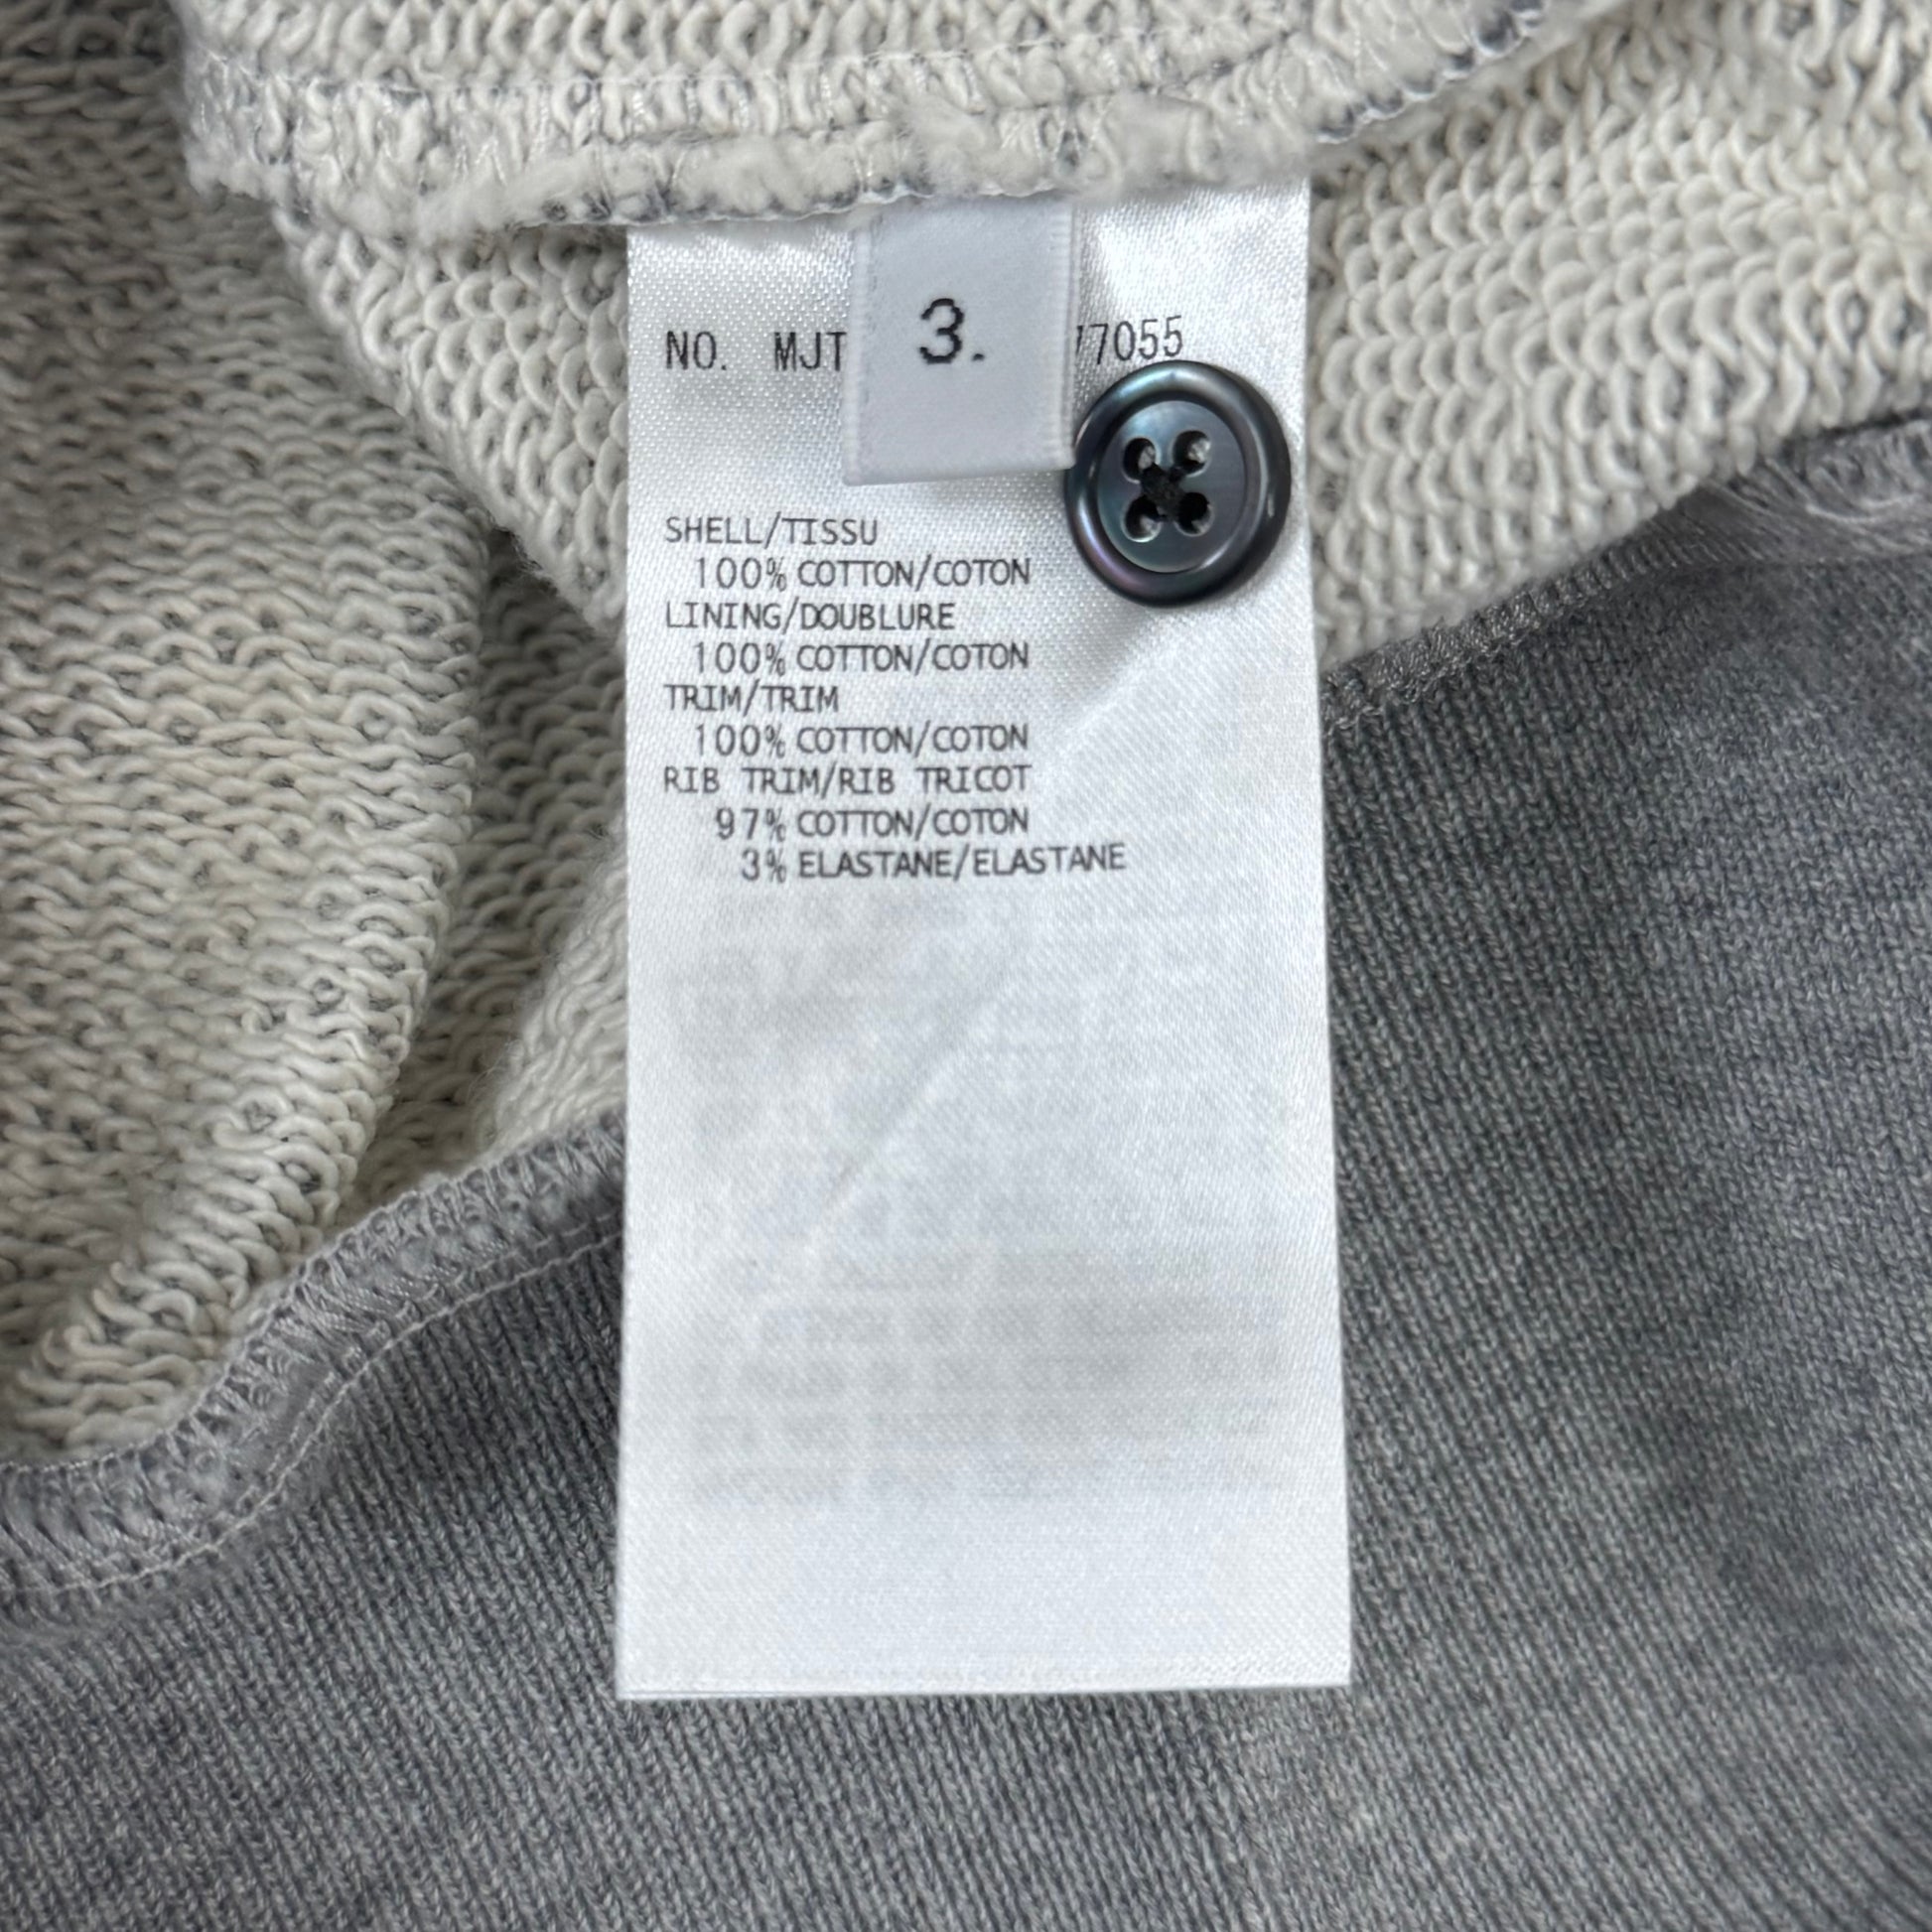 3.
NO. MJT 77055
SHELL/TISSU
100% COTTON/COTON
LINING/DOUBLURE
100% COTTON/COTON
TRIM/TRIM
100% COTTON/COTON
RIB TRIM/RIB TRICOT
97% COTTON/COTON
3% ELASTANE/ELASTANE